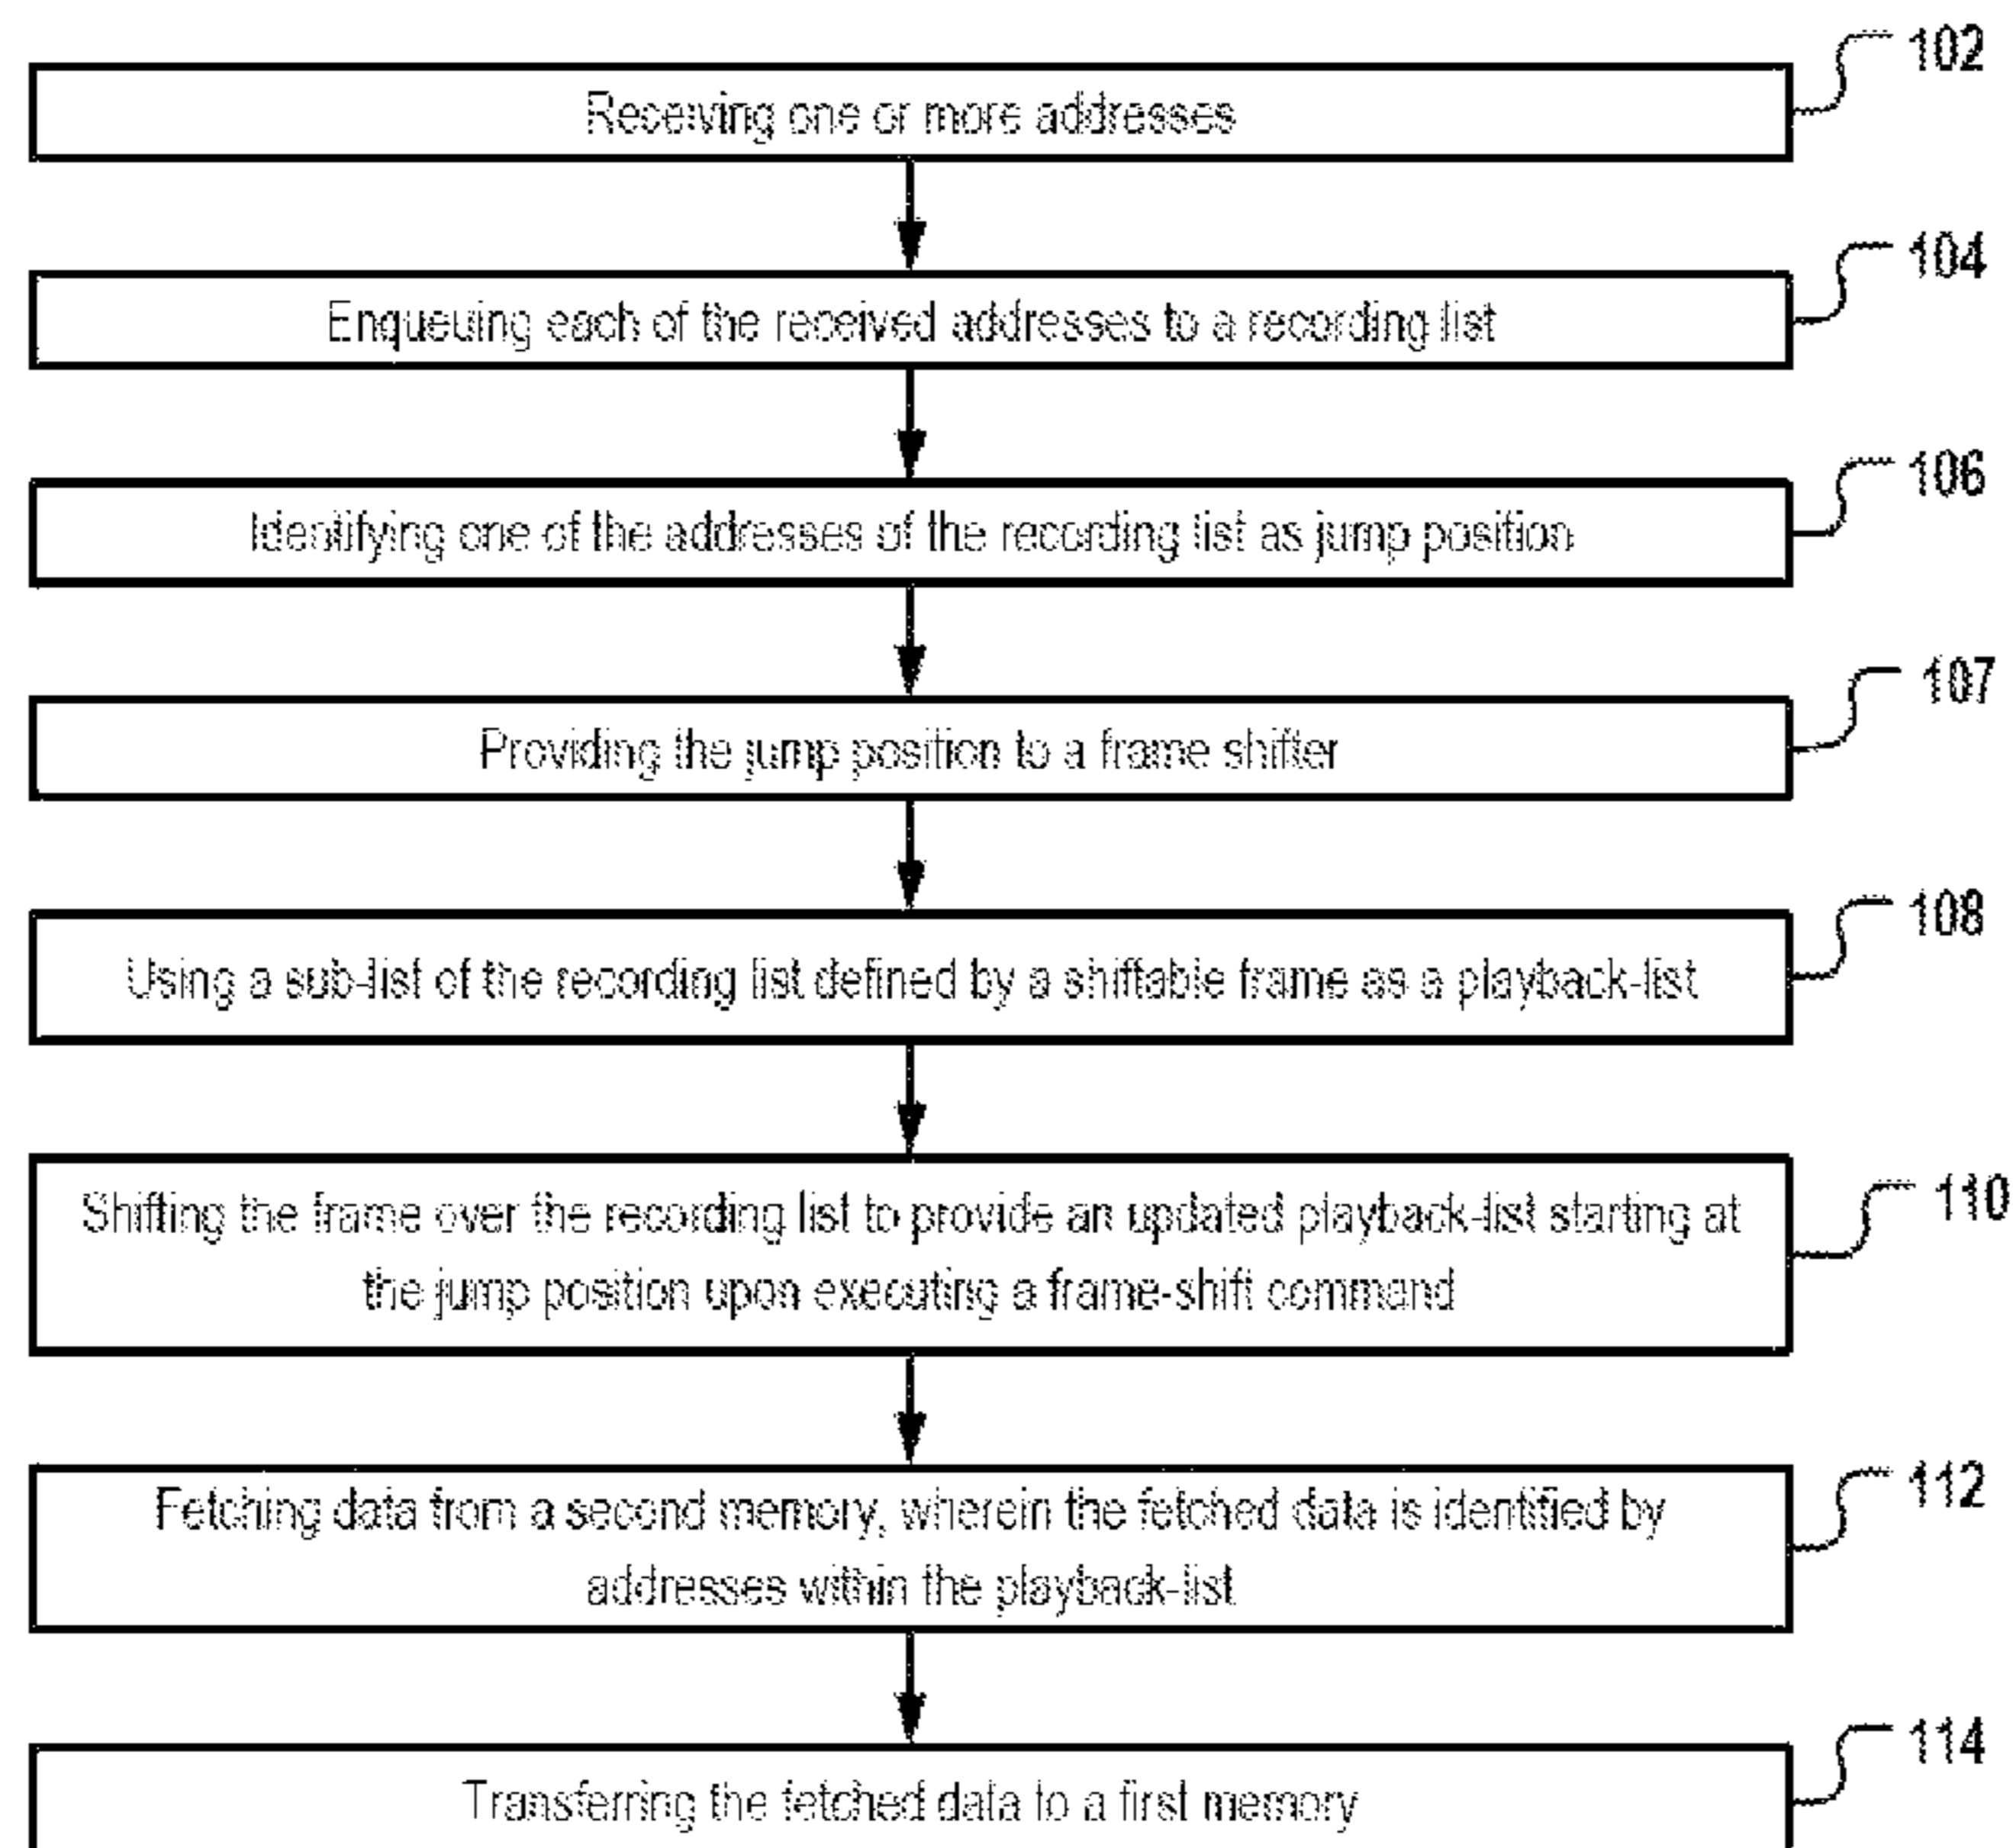 102
Receiving one or more addresses
104
Enqueuing each of the received addresses to a recording list
106
Identifying one of the addresses of the recording list as jump position
107
Providing the jump position to a frame shifter
108
Using a sub-list of the recording list defined by a shiftable frame as a playback-list
110
Shifting the frame over the recording list to provide an updated playback-list starting at
the jump position upon executing a frame-shift command
112
Fetching data from a second memory, wherein the fetched data is identified by
addresses within the playback-list
114
Transferring the fetched data to a first memory